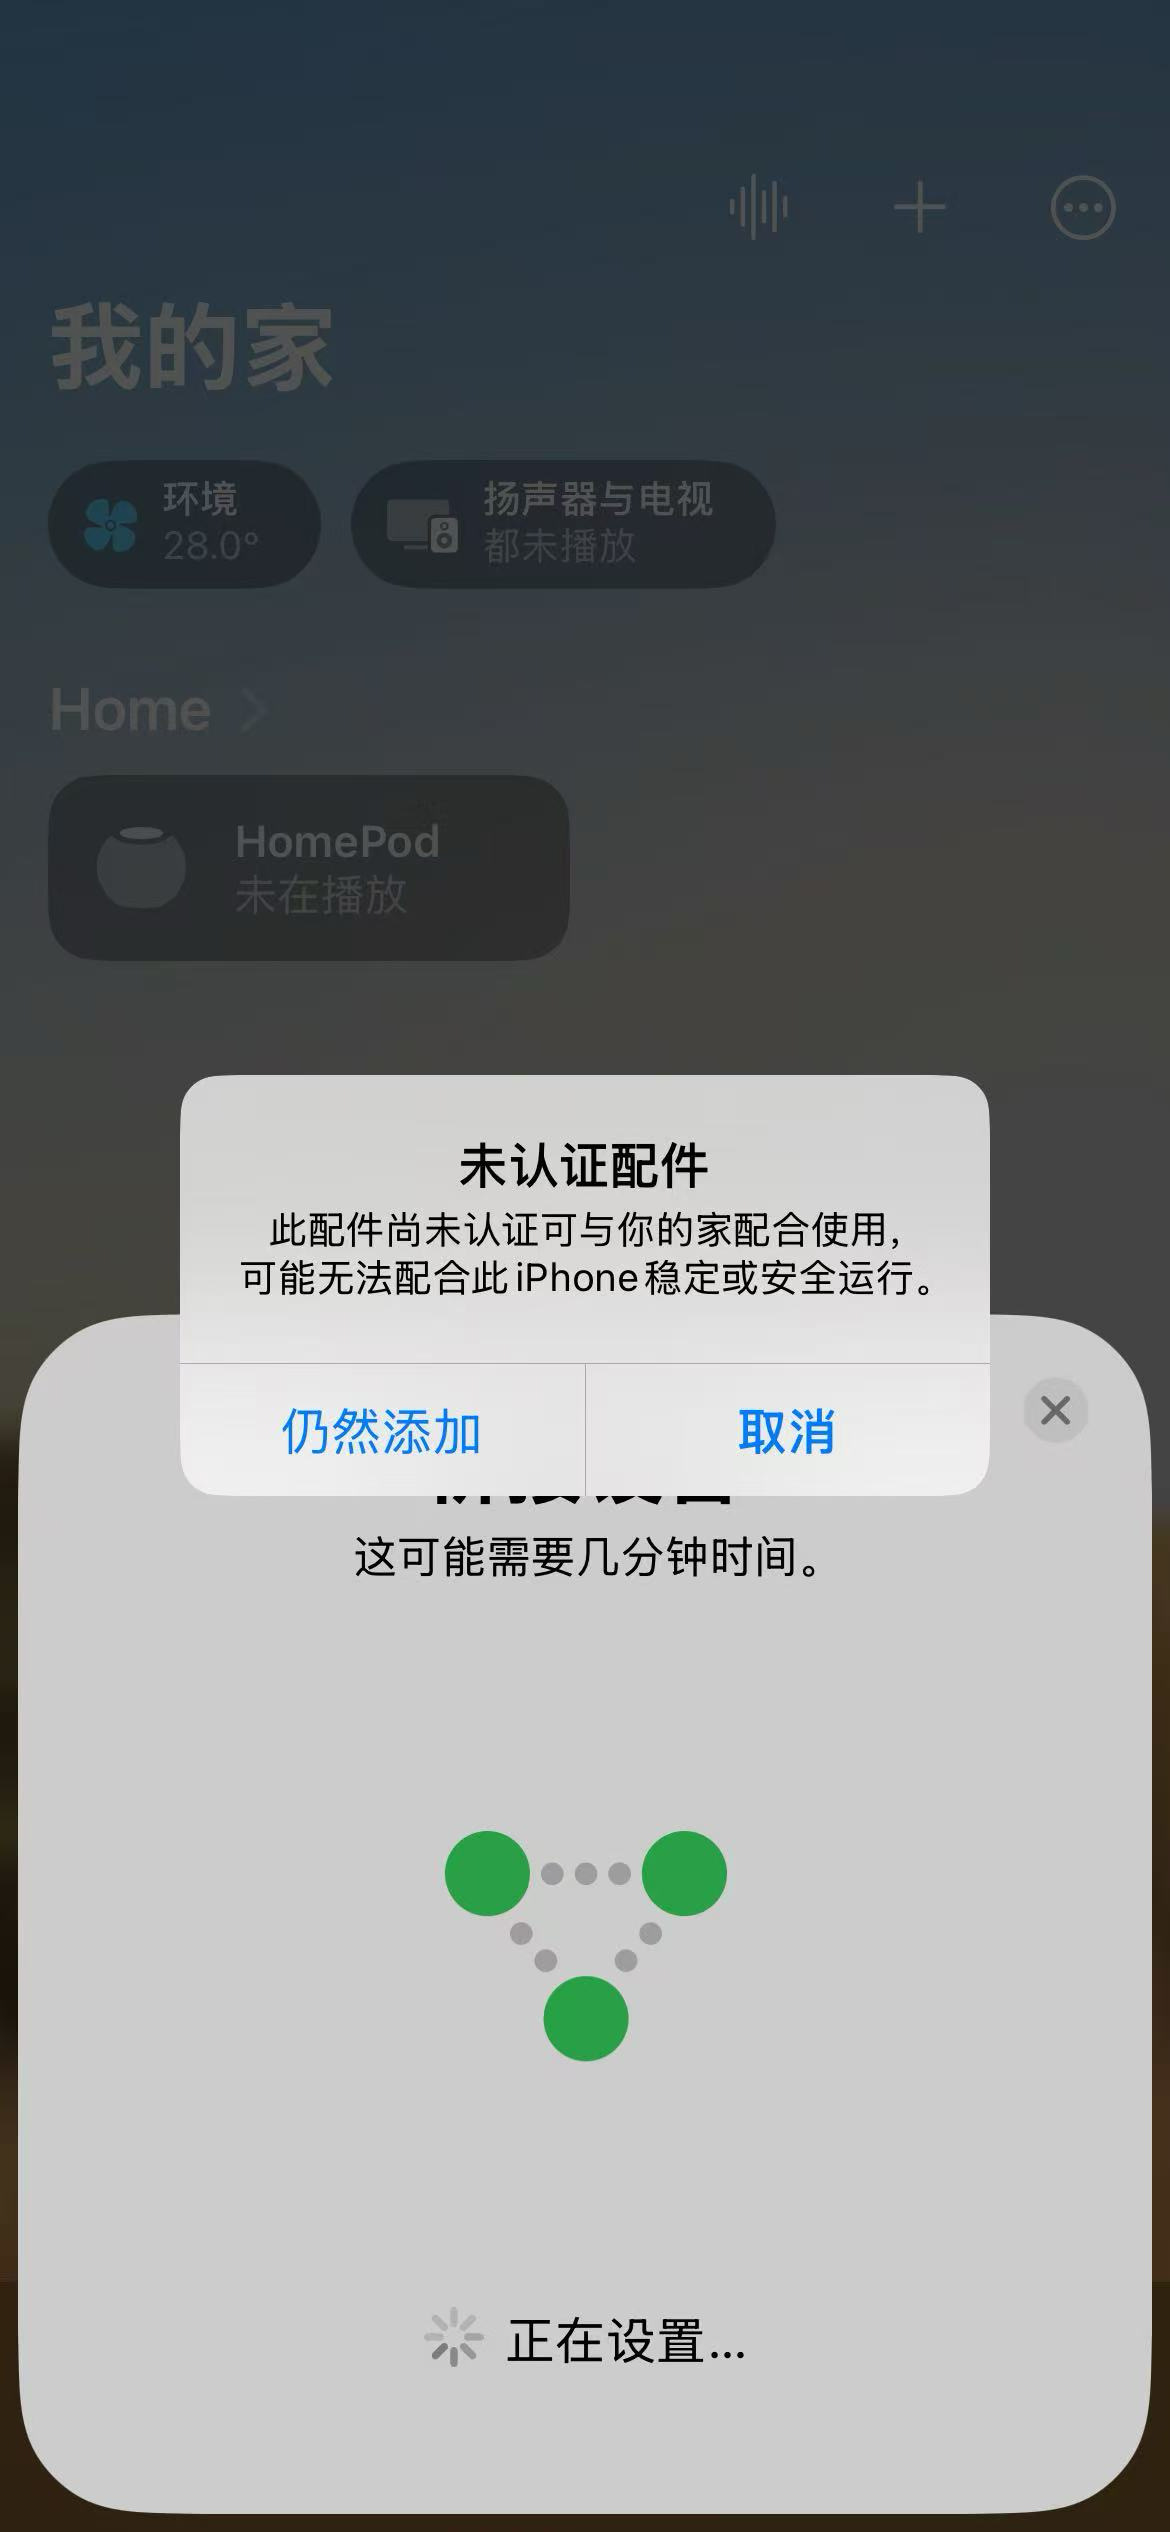 我的家
环境
28.0°
扬声器与电视
都未播放
Home
HomePod
未在播放
未认证配件
此配件尚未认证可与你的家配合使用，
可能无法配合此iPhone稳定或安全运行。
仍然添加
取消
这可能需要几分钟时间。
正在设置...